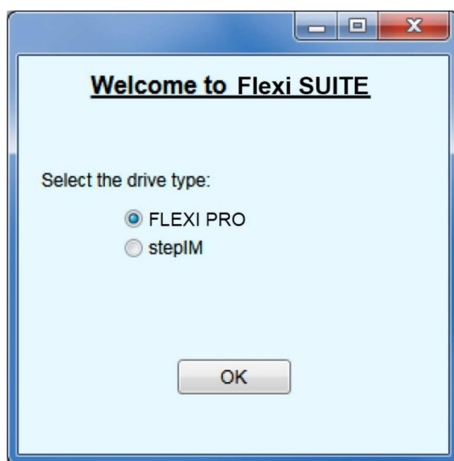 Welcome to Flexi SUITE
Select the drive type:
FLEXI PRO
stepIM
OK